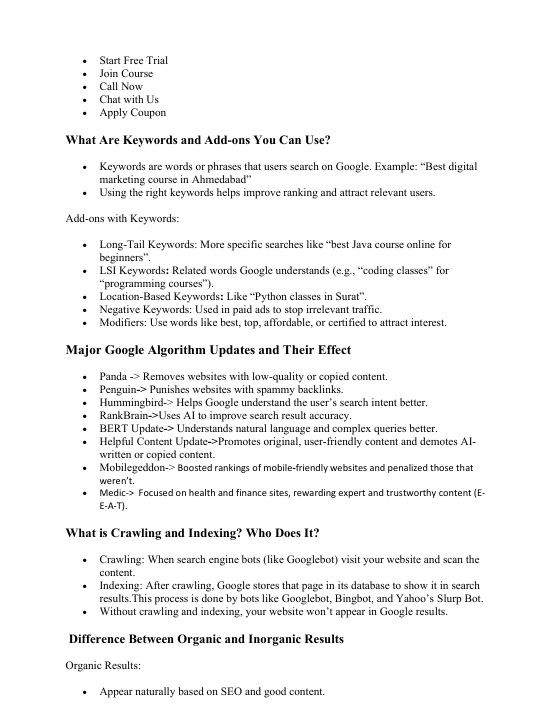 • Start Free Trial
• Join Course
• Call Now
• Chat with Us
• Apply Coupon
What Are Keywords and Add-ons You Can Use?
• Keywords are words or phrases that users search on Google. Example: “Best digital
marketing course in Ahmedabad”
• Using the right keywords helps improve ranking and attract relevant users.
Add-ons with Keywords:
• Long-Tail Keywords: More specific searches like “best Java course online for
beginners”.
• LSI Keywords: Related words Google understands (e.g., “coding classes” for
“programming courses”).
• Location-Based Keywords: Like “Python classes in Surat”.
• Negative Keywords: Used in paid ads to stop irrelevant traffic.
• Modifiers: Use words like best, top, affordable, or certified to attract interest.
Major Google Algorithm Updates and Their Effect
• Panda -> Removes websites with low-quality or copied content.
• Penguin-> Punishes websites with spammy backlinks.
• Hummingbird-> Helps Google understand the user’s search intent better.
• RankBrain->Uses AI to improve search result accuracy.
• BERT Update-> Understands natural language and complex queries better.
• Helpful Content Update->Promotes original, user-friendly content and demotes AI-
written or copied content.
• Mobilegeddon-> Boosted rankings of mobile-friendly websites and penalized those that
weren’t.
• Medic-> Focused on health and finance sites, rewarding expert and trustworthy content (E-
E-A-T).
What is Crawling and Indexing? Who Does It?
• Crawling: When search engine bots (like Googlebot) visit your website and scan the
content.
• Indexing: After crawling, Google stores that page in its database to show it in search
results.This process is done by bots like Googlebot, Bingbot, and Yahoo’s Slurp Bot.
• Without crawling and indexing, your website won’t appear in Google results.
Difference Between Organic and Inorganic Results
Organic Results:
• Appear naturally based on SEO and good content.